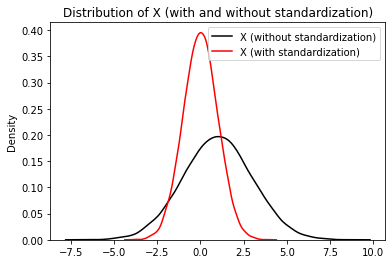 Distribution of X (with and without standardization)
0.40
0.35
0.30
0.25
0.20
0.15
0.10
0.05
0.00
Density
X (without standardization)
X (with standardization)
−7.5 −5.0 −2.5 0.0 2.5 5.0 7.5 10.0